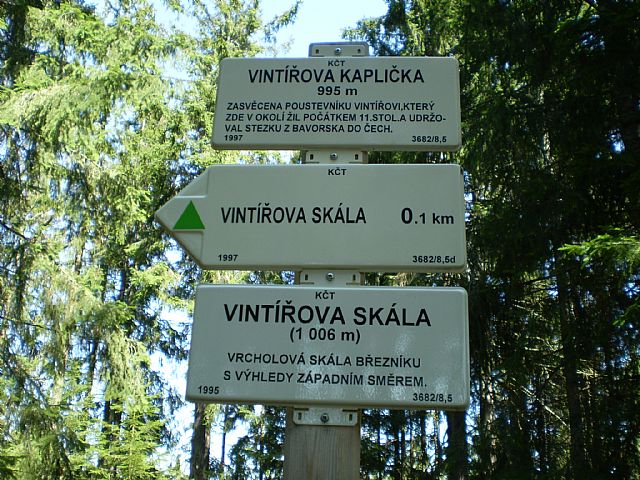 KČT
VINTÍŘOVA KAPLIČKA
995 m
ZASVĚCENA POUSTEVNÍKU VINTÍŘOVI,KTERÝ
ZDE V OKOLÍ ŽIL POČÁTKEM 11.STOL.A UDRŽO-
VAL STEZKU Z BAVORSKA DO ČECH.
1997 3682/8,5
KČT
VINTÍŘOVA SKÁLA 0.1 km
1997 3682/8,5d
KČT
VINTÍŘOVA SKÁLA
(1 006 m)
VRCHOLOVÁ SKÁLA BŘEZNÍKU
S VÝHLEDY ZÁPADNÍM SMĚREM.
1995 3682/8,5